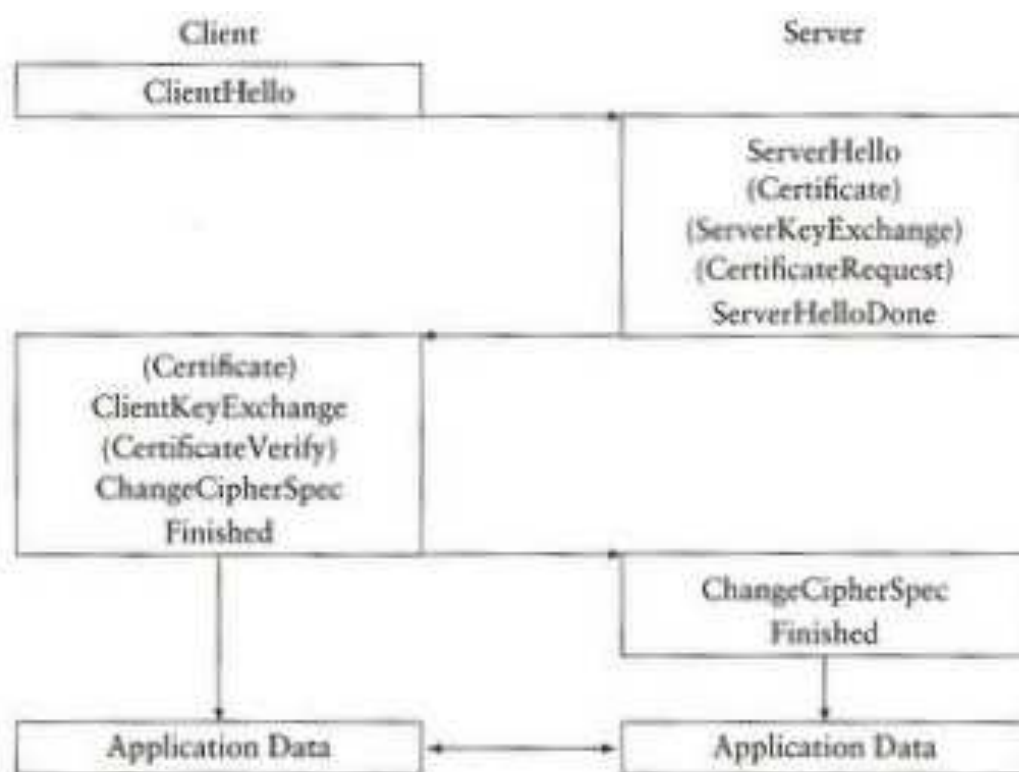 Client
Server
ClientHello
ServerHello
(Certificate)
(ServerKeyExchange)
(CertificateRequest)
ServerHelloDone
(Certificate)
ClientKeyExchange
(CertificateVerify)
ChangeCipherSpec
Finished
ChangeCipherSpec
Finished
Application Data
Application Data